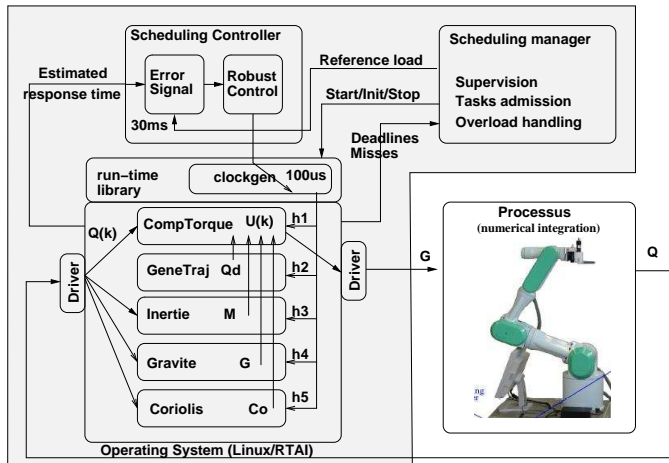 Scheduling Controller
Scheduling manager
Estimated
response time
Error
Signal
Robust
Control
Reference load
Supervision
Tasks admission
Overload handling
Start/Init/Stop
30ms
Deadlines
Misses
run−time
library
clockgen 100us
Q(k)
CompTorque U(k)
h1
GeneTraj Qd
h2
Inertie M
h3
Gravite G
h4
Coriolis Co
h5
Driver
Driver
G
Processus
(numerical integration)
Q
ing
Operating System (Linux/RTAI)